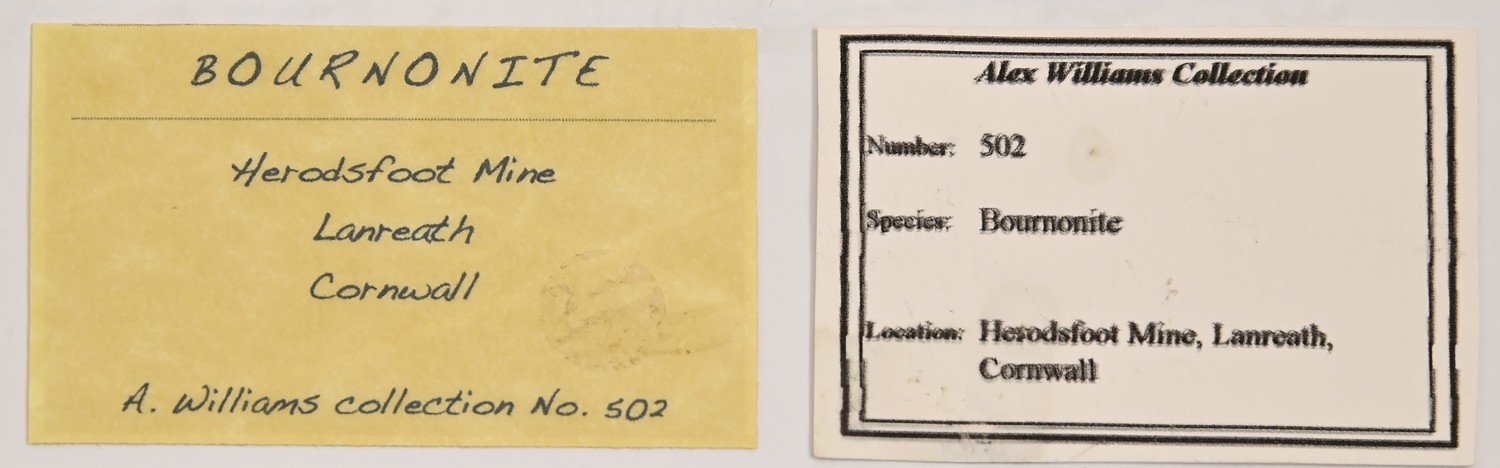 BOURNONITE
Herodsfoot Mine
Lanreath
Cornwall
A. Williams collection No. 502
Alex Williams Collection
Number: 502
Species: Bournonite
Location: Herodsfoot Mine, Lanreath,
Cornwall